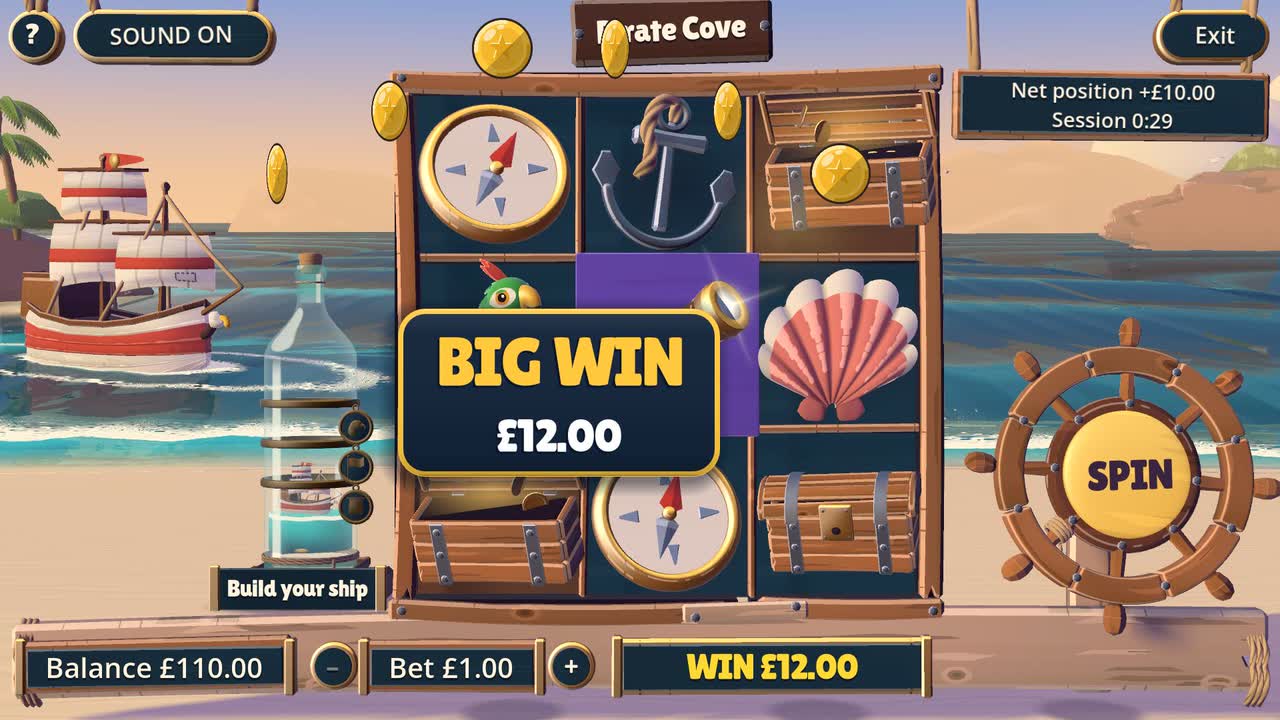 ?
SOUND ON
rate Cove
Exit
Net position +£10.00
Session 0:29
BIG WIN
£12.00
SPIN
Build your ship
Balance £110.00
-
Bet £1.00
+
WIN £12.00